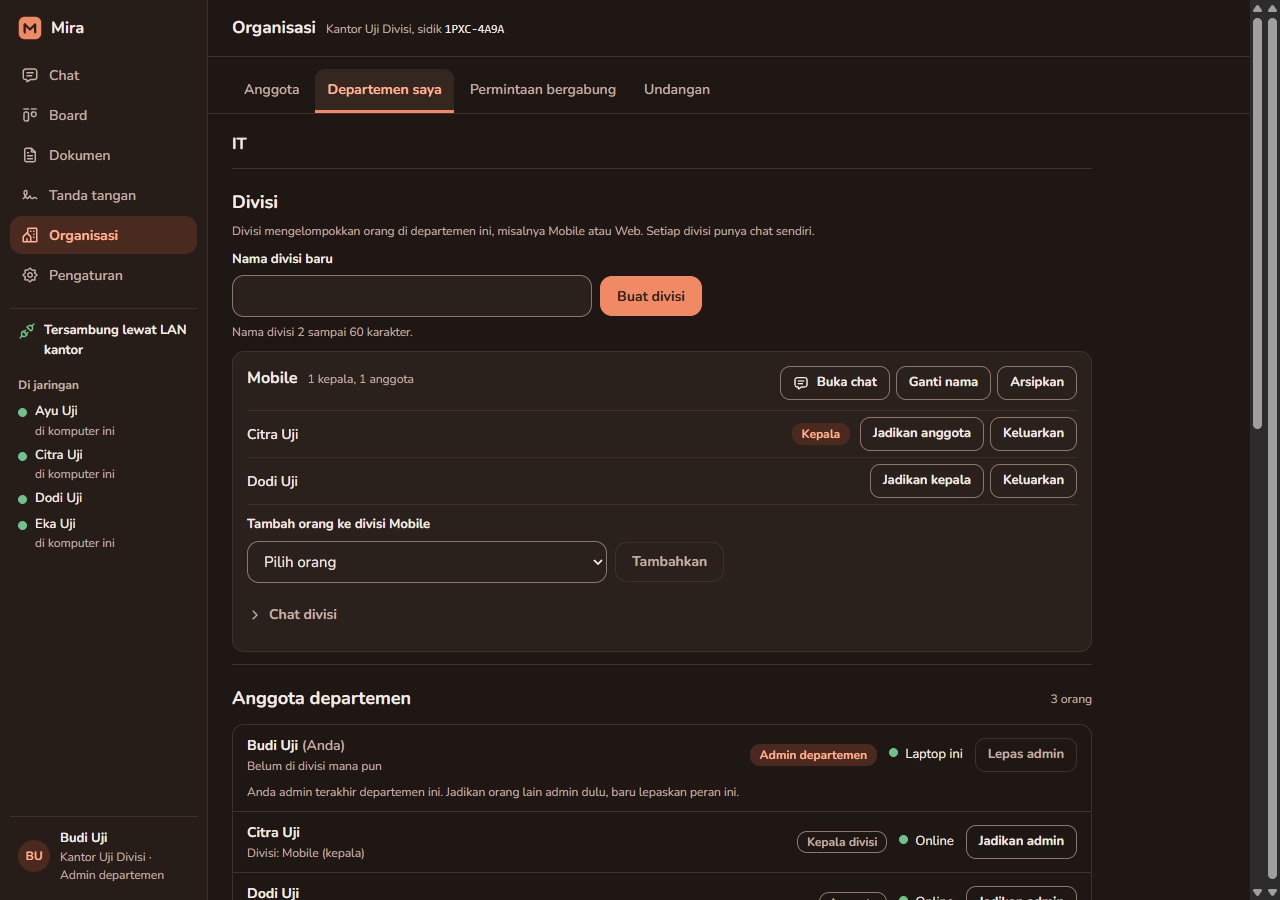 Mira
Chat
Board
Dokumen
Tanda tangan
Organisasi
Pengaturan
Tersambung lewat LAN
kantor
Di jaringan
Ayu Uji
di komputer ini
Citra Uji
di komputer ini
Dodi Uji
Eka Uji
di komputer ini
BU
Budi Uji
Kantor Uji Divisi ·
Admin departemen
Organisasi Kantor Uji Divisi, sidik 1PXC-4A9A
Anggota Departemen saya Permintaan bergabung Undangan
IT
Divisi
Divisi mengelompokkan orang di departemen ini, misalnya Mobile atau Web. Setiap divisi punya chat sendiri.
Nama divisi baru
Buat divisi
Nama divisi 2 sampai 60 karakter.
Mobile 1 kepala, 1 anggota Buka chat Ganti nama Arsipkan
Citra Uji Kepala Jadikan anggota Keluarkan
Dodi Uji Jadikan kepala Keluarkan
Tambah orang ke divisi Mobile
Pilih orang Tambahkan
Chat divisi
Anggota departemen 3 orang
Budi Uji (Anda) Admin departemen Laptop ini Lepas admin
Belum di divisi mana pun
Anda admin terakhir departemen ini. Jadikan orang lain admin dulu, baru lepaskan peran ini.
Citra Uji Kepala divisi Online Jadikan admin
Divisi: Mobile (kepala)
Dodi Uji Online Jadikan admin